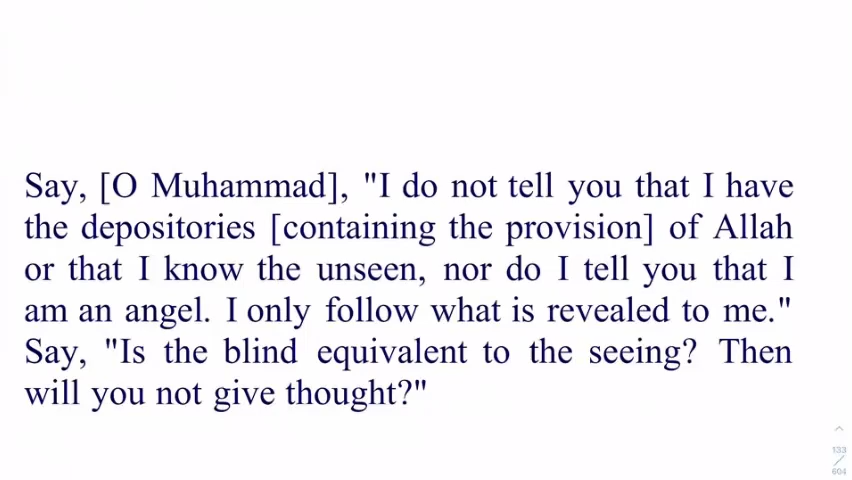 Say, [O Muhammad], "I do not tell you that I have
the depositories [containing the provision] of Allah
or that I know the unseen, nor do I tell you that I
am an angel. I only follow what is revealed to me."
Say, "Is the blind equivalent to the seeing? Then
will you not give thought?"
133
/
604